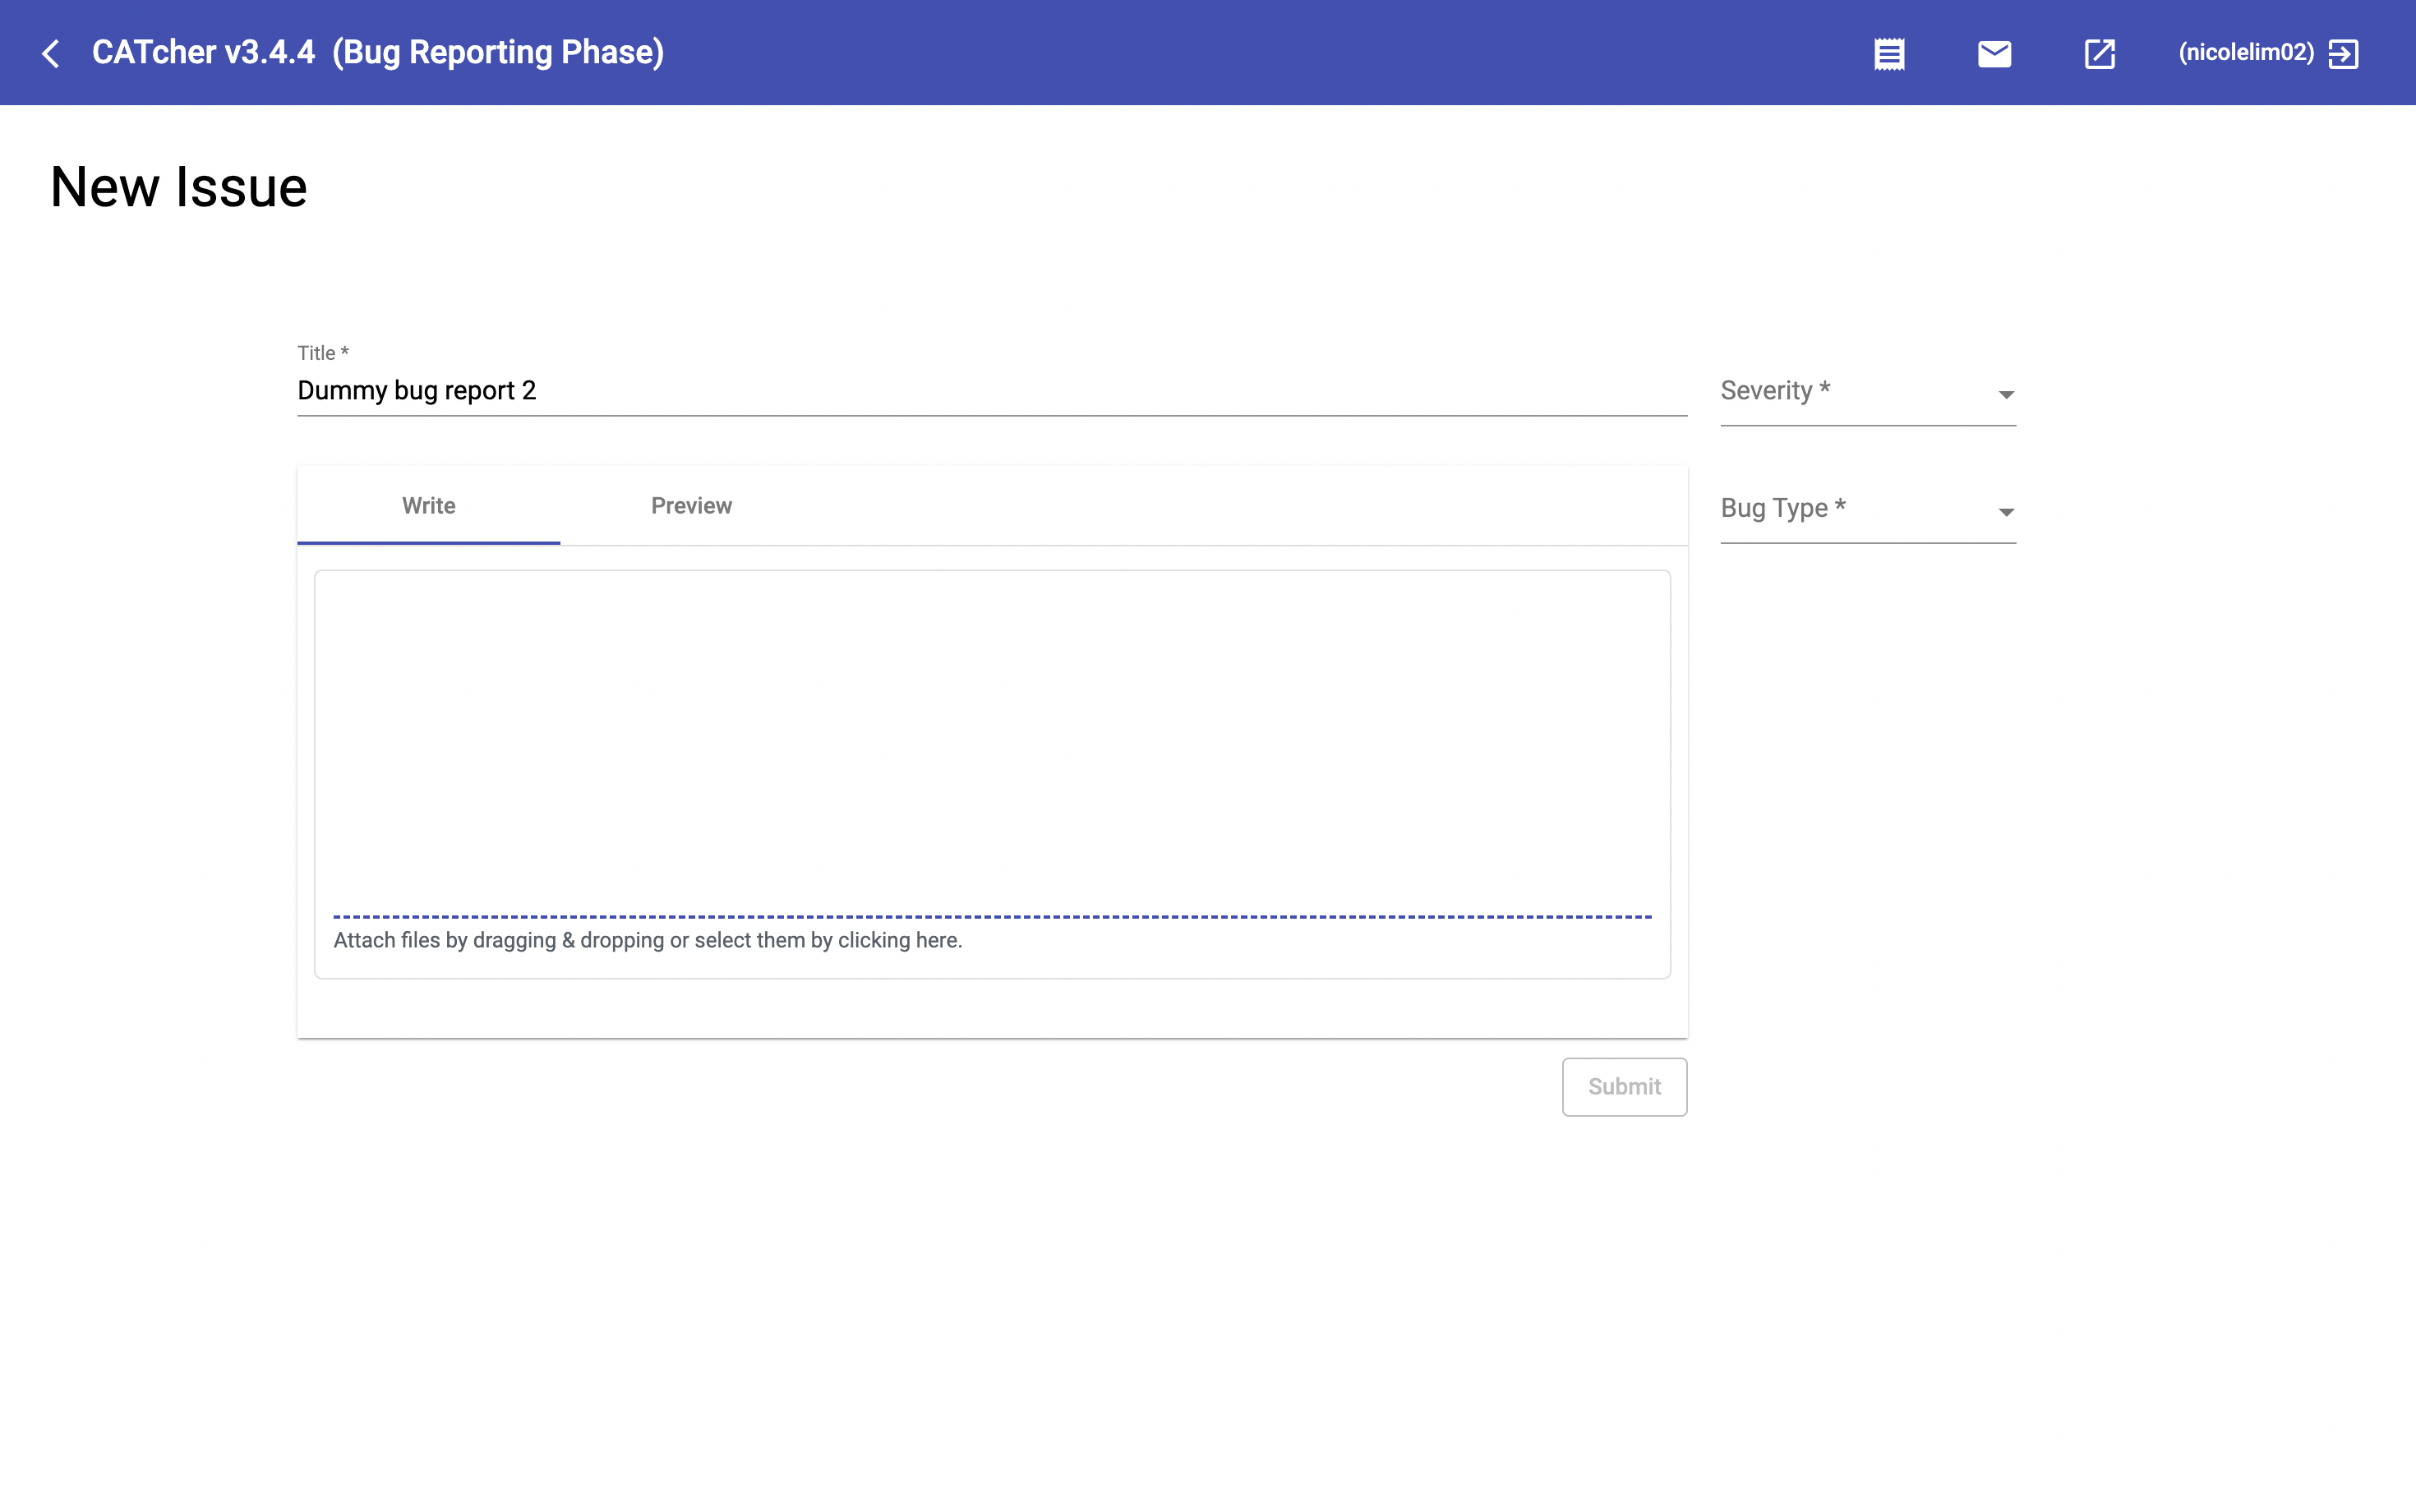 CATcher v3.4.4 (Bug Reporting Phase)
(nicolelim02)
New Issue
Title *
Dummy bug report 2
Severity *
Write
Preview
Bug Type *
Attach files by dragging & dropping or select them by clicking here.
Submit